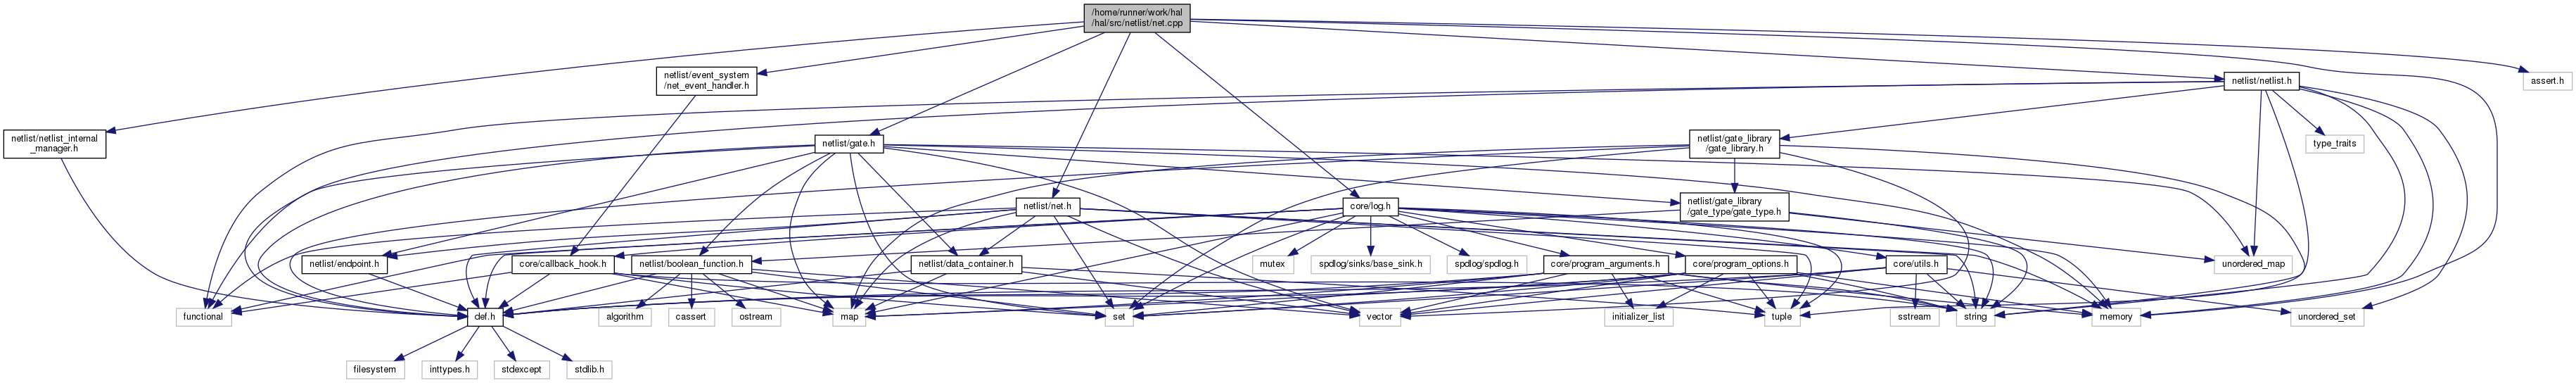 /home/runner/work/hal
/hal/src/netlist/net.cpp
netlist/event_system
/net_event_handler.h
netlist/netlist.h
assert.h
netlist/netlist_internal
_manager.h
netlist/gate.h
netlist/gate_library
/gate_library.h
type_traits
netlist/net.h
core/log.h
netlist/gate_library
/gate_type/gate_type.h
netlist/endpoint.h
core/callback_hook.h
netlist/boolean_function.h
netlist/data_container.h
mutex
spdlog/sinks/base_sink.h
spdlog/spdlog.h
core/program_arguments.h
core/program_options.h
core/utils.h
unordered_map
functional
def.h
algorithm
cassert
ostream
map
set
vector
initializer_list
tuple
sstream
string
memory
unordered_set
filesystem
inttypes.h
stdexcept
stdlib.h